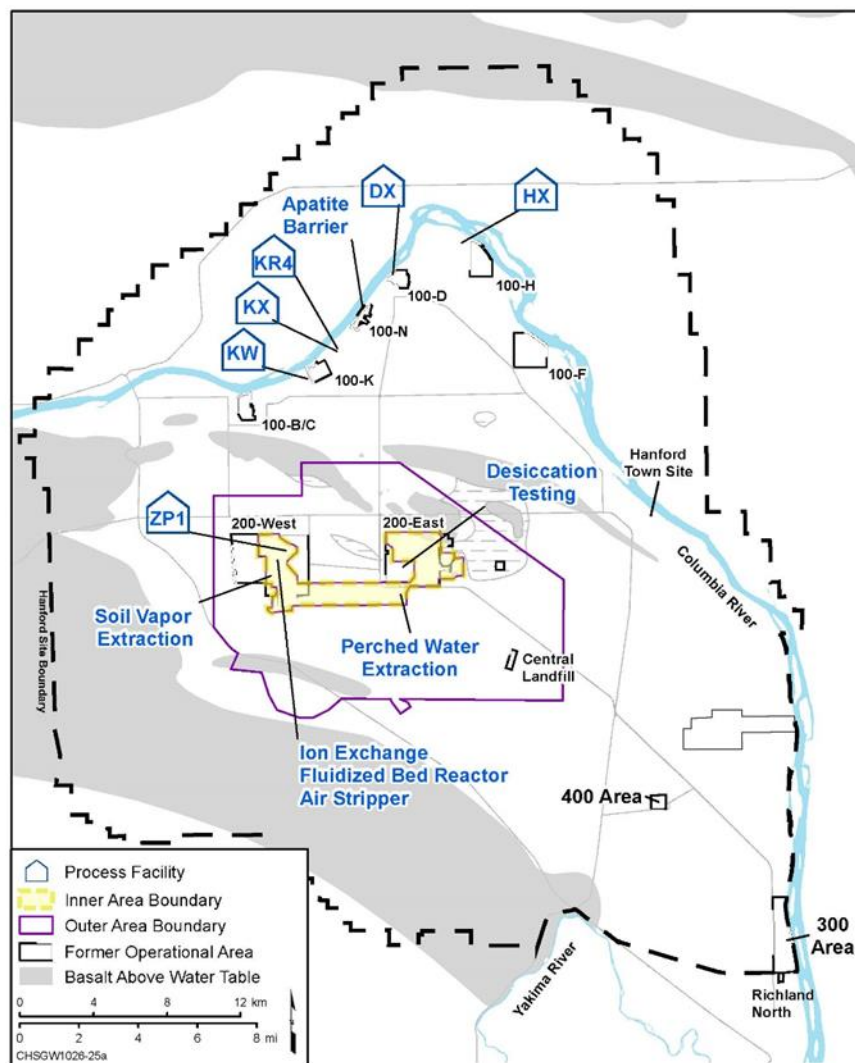 DX
HX
Apatite
Barrier
KR4
KX
KW
100-H
100-D
100-N
100-F
100-K
100-B/C
Hanford
Town Site
Desiccation
Testing
ZP1
200-West
200-East
Columbia River
Hanford Site Boundary
Soil Vapor
Extraction
Perched Water
Extraction
Central
Landfill
Ion Exchange
Fluidized Bed Reactor
Air Stripper
400 Area
300
Area
Yakima River
Richland
North
Process Facility
Inner Area Boundary
Outer Area Boundary
Former Operational Area
Basalt Above Water Table
0 4 8 12 km
0 2 4 6 8 mi
CHSGW1026-25a